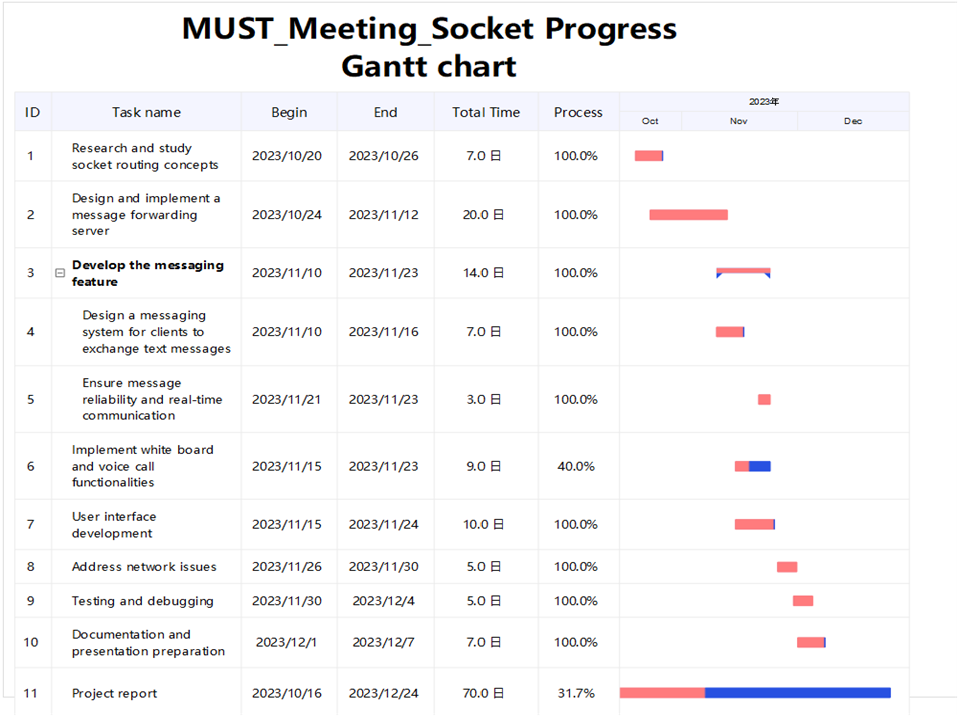 MUST_Meeting_Socket Progress
Gantt chart
ID Task name Begin End Total Time Process 2023年
Oct Nov Dec
1 Research and study 2023/10/20 2023/10/26 7.0 日 100.0%
socket routing concepts
2 Design and implement a 2023/10/24 2023/11/12 20.0 日 100.0%
message forwarding
server
3 Develop the messaging 2023/11/10 2023/11/23 14.0 日 100.0%
feature
4 Design a messaging 2023/11/10 2023/11/16 7.0 日 100.0%
system for clients to
exchange text messages
5 Ensure message 2023/11/21 2023/11/23 3.0 日 100.0%
reliability and real-time
communication
6 Implement white board 2023/11/15 2023/11/23 9.0 日 40.0%
and voice call
functionalities
7 User interface 2023/11/15 2023/11/24 10.0 日 100.0%
development
8 Address network issues 2023/11/26 2023/11/30 5.0 日 100.0%
9 Testing and debugging 2023/11/30 2023/12/4 5.0 日 100.0%
10 Documentation and 2023/12/1 2023/12/7 7.0 日 100.0%
presentation preparation
11 Project report 2023/10/16 2023/12/24 70.0 日 31.7%